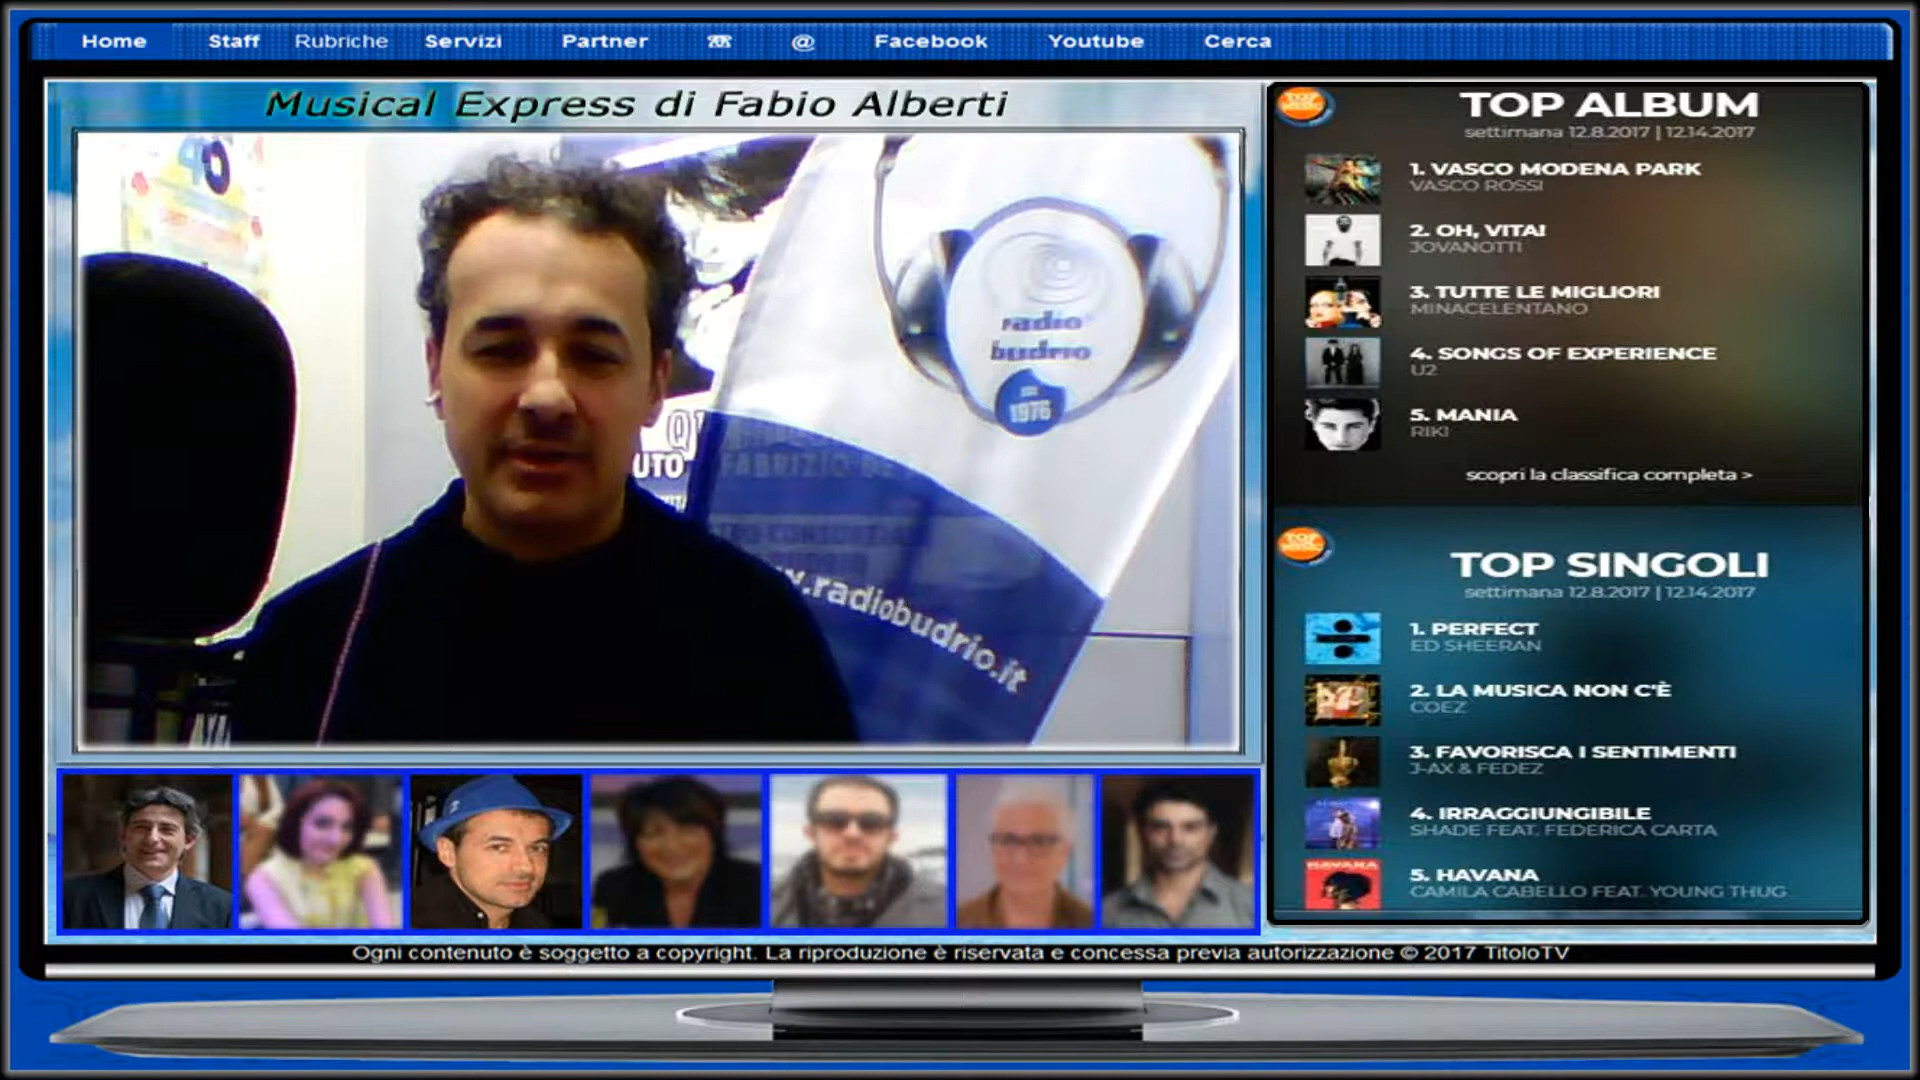 Home Staff Rubriche Servizi Partner ☎ @ Facebook Youtube Cerca
Musical Express di Fabio Alberti
radio
budrio
1976
UTO
www.radiobudrio.it
TOP ALBUM
settimana 12.8.2017 | 12.14.2017
1. VASCO MODENA PARK
VASCO ROSSI
2. OH, VITA!
JOVANOTTI
3. TUTTE LE MIGLIORI
MINACELENTANO
4. SONGS OF EXPERIENCE
U2
5. MANIA
RIKI
scopri la classifica completa >
TOP SINGOLI
settimana 12.8.2017 | 12.14.2017
1. PERFECT
ED SHEERAN
2. LA MUSICA NON C'È
COEZ
3. FAVORISCA I SENTIMENTI
J-AX & FEDEZ
4. IRRAGGIUNGIBILE
SHADE FEAT. FEDERICA CARTA
5. HAVANA
CAMILA CABELLO FEAT. YOUNG THUG
HAVANA
Ogni contenuto è soggetto a copyright. La riproduzione è riservata e concessa previa autorizzazione © 2017 TitoloTV